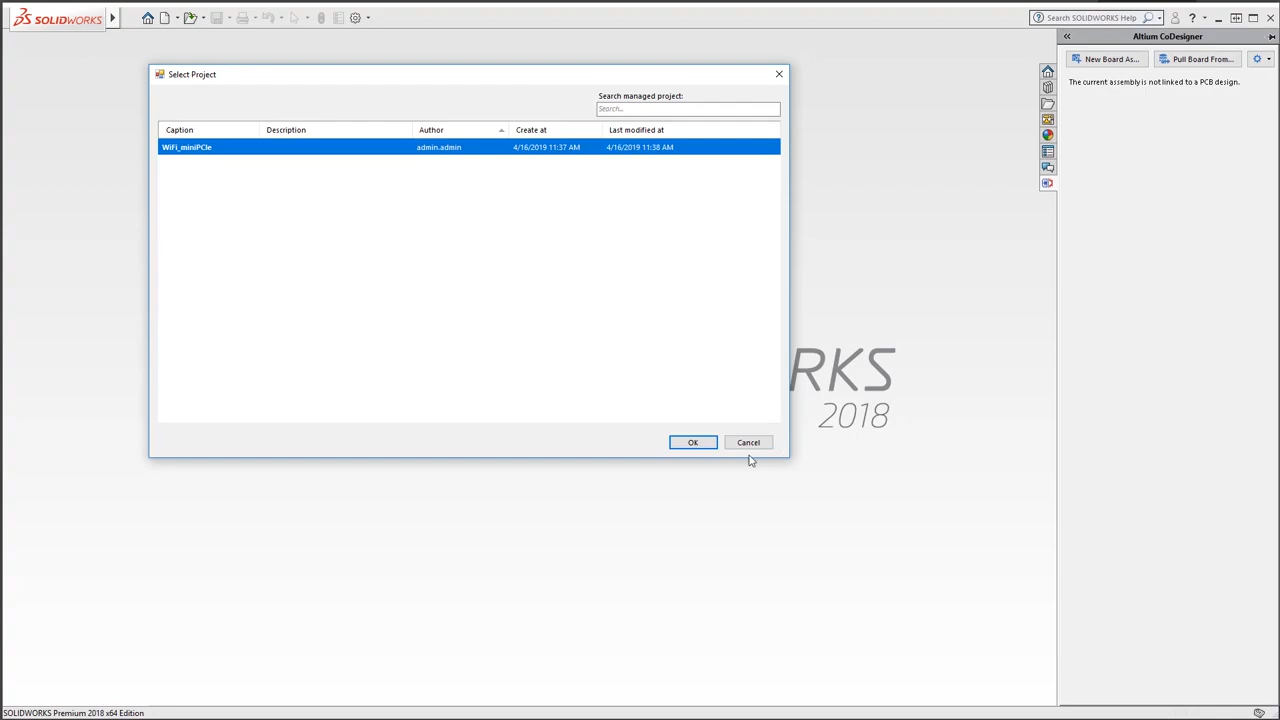 SOLIDWORKS
Search SOLIDWORKS Help
?
Altium CoDesigner
New Board As...
Pull Board From...
The current assembly is not linked to a PCB design.
Select Project
Search managed project:
Search...
Caption Description Author Create at Last modified at
WiFi_miniPCIe admin.admin 4/16/2019 11:37 AM 4/16/2019 11:38 AM
OK Cancel
RKS
2018
SOLIDWORKS Premium 2018 x64 Edition